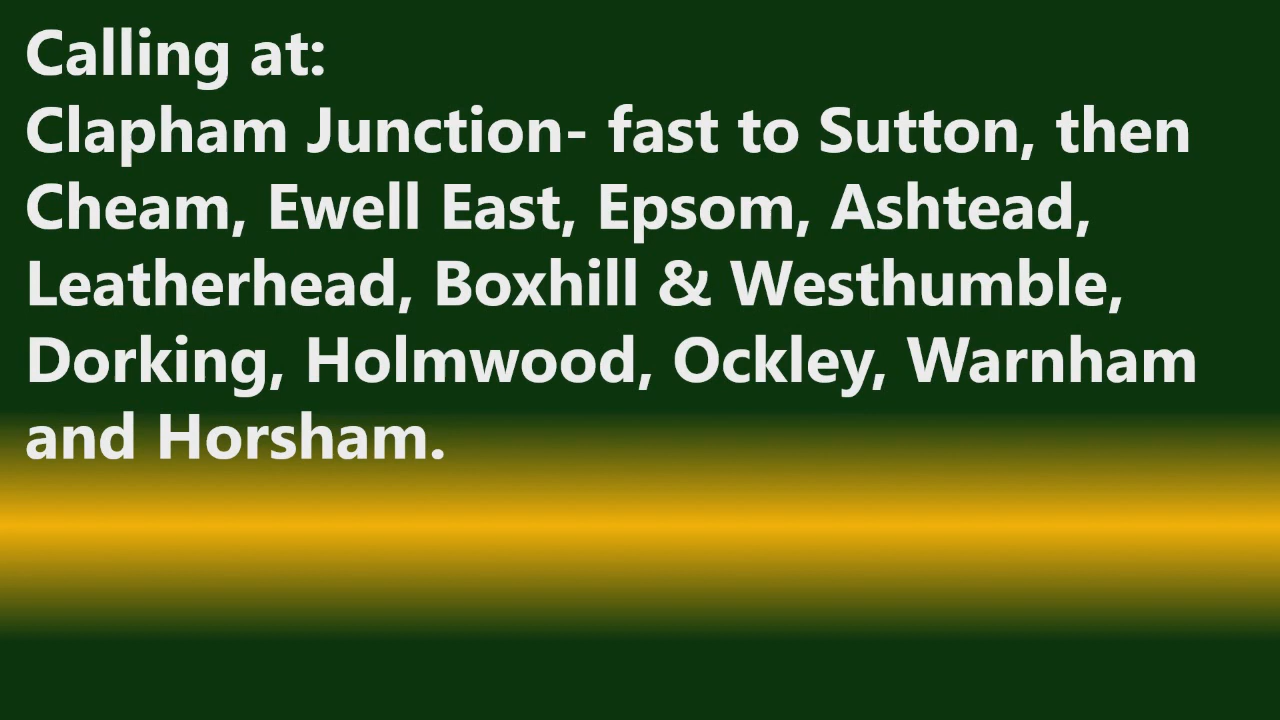 Calling at:
Clapham Junction- fast to Sutton, then
Cheam, Ewell East, Epsom, Ashtead,
Leatherhead, Boxhill & Westhumble,
Dorking, Holmwood, Ockley, Warnham
and Horsham.